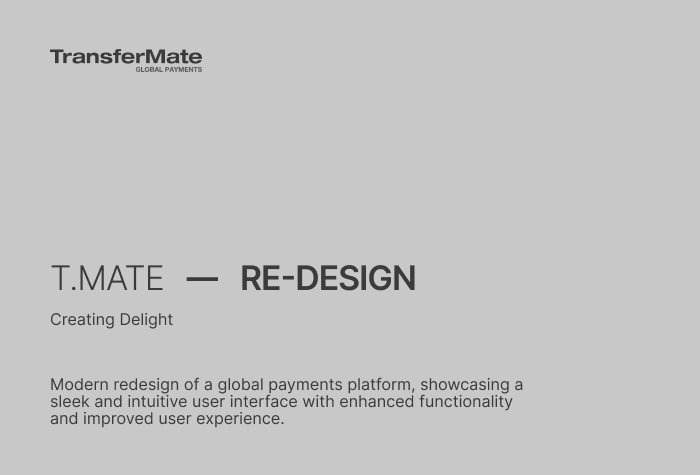 TransferMate
GLOBAL PAYMENTS
T.MATE — RE-DESIGN
Creating Delight
Modern redesign of a global payments platform, showcasing a
sleek and intuitive user interface with enhanced functionality
and improved user experience.